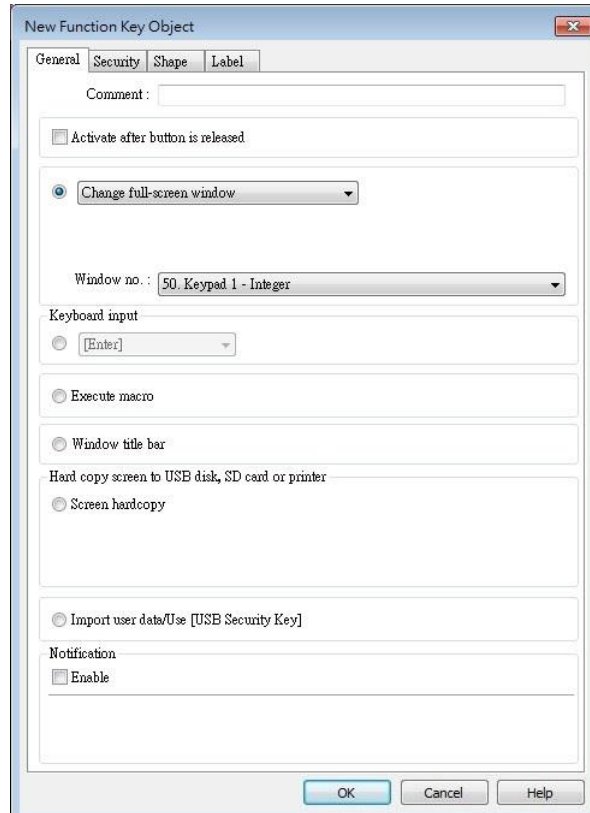 New Function Key Object
General Security Shape Label
Comment :
Activate after button is released
Change full-screen window
Window no. : 50. Keypad 1 - Integer
Keyboard input
[Enter]
Execute macro
Window title bar
Hard copy screen to USB disk, SD card or printer
Screen hardcopy
Import user data/Use [USB Security Key]
Notification
Enable
OK Cancel Help